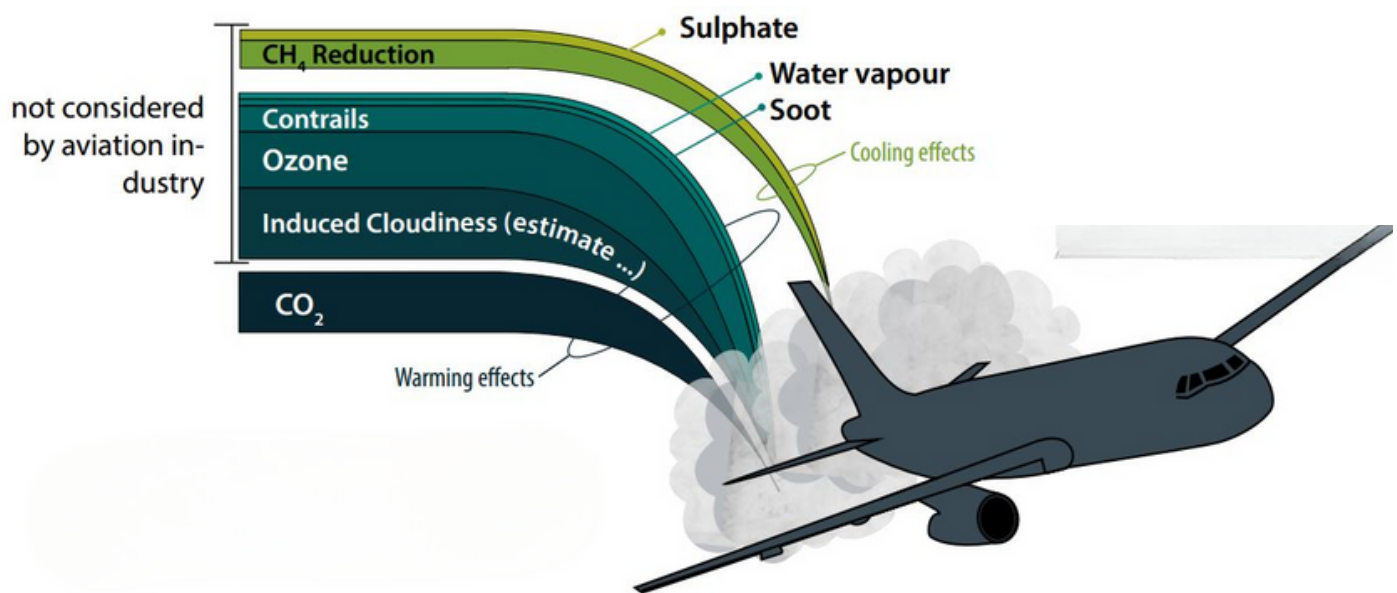 Sulphate
CH₄ Reduction
Water vapour
Soot
not considered
by aviation in-
dustry
Contrails
Ozone
Cooling effects
Induced Cloudiness (estimate ...)
CO₂
Warming effects